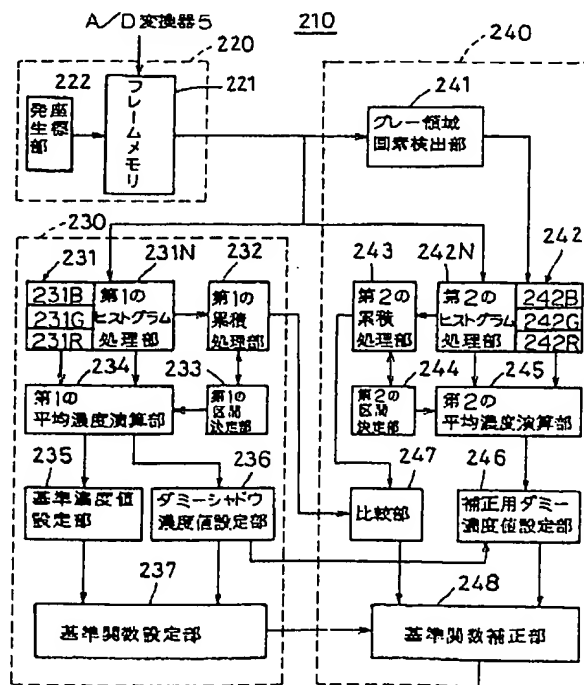 A/D変換器5
210
220
240
222
221
241
発生部
座標
フレームメモリ
グレー領域
画素検出部
230
231
231N
232
243
242N
242
231B
231G
231R
第1の
ヒストグラム
処理部
第1の
累積
処理部
第2の
累積
処理部
第2の
ヒストグラム
処理部
242B
242G
242R
234
233
244
245
第1の
平均濃度演算部
第1の
区間
決定部
第2の
区間
決定部
第2の
平均濃度演算部
235
236
247
246
基準濃度値
設定部
ダミーシャドウ
濃度値設定部
比較部
補正用ダミー
濃度値設定部
237
248
基準関数設定部
基準関数補正部